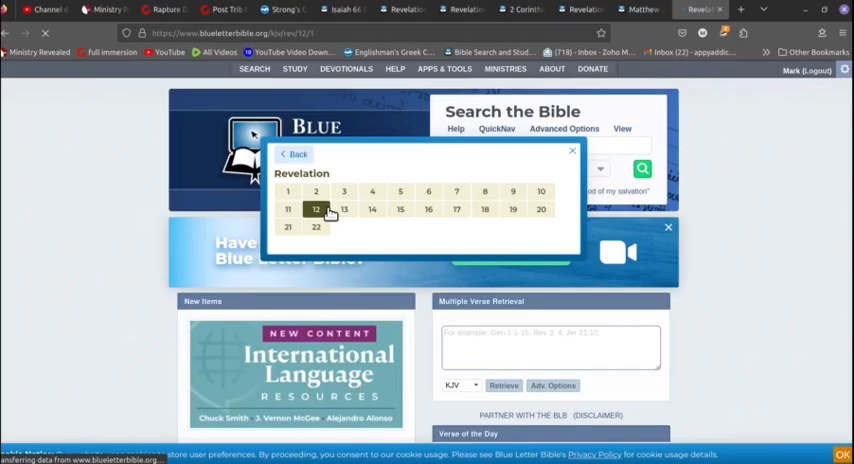 Channel d
Ministry R
Rapture D
Post Trib
Strong's C
Isaiah 66
Revelation
Revelation
2 Corinth
Revelation
Matthew
Revelat
https://www.blueletterbible.org/kjv/rev/12/1
Ministry Revealed
full immersion
YouTube
All Videos
YouTube Video Down...
Englishman's Greek C...
Bible Search and Stud...
(718) - Inbox - Zoho M...
Inbox (22) - appyaddic...
Other Bookmarks
SEARCH STUDY DEVOTIONALS HELP APPS & TOOLS MINISTRIES ABOUT DONATE
Mark (Logout)
BLUE
Search the Bible
Help QuickNav Advanced Options View
od of my salvation"
Back
Revelation
1 2 3 4 5 6 7 8 9 10
11 12 13 14 15 16 17 18 19 20
21 22
Have
Blue Letter Bible?
New Items
NEW CONTENT
International
Language
RESOURCES
Chuck Smith · J. Vernon McGee · Alejandro Alonso
Multiple Verse Retrieval
For example: Gen 1:1-15, Rev 3, 4, Jer 21:10
KJV Retrieve Adv. Options
PARTNER WITH THE BLB (DISCLAIMER)
Verse of the Day
store user preferences. By proceeding, you consent to our cookie usage. Please see Blue Letter Bible's Privacy Policy for cookie usage details.
OK
ansferring data from www.blueletterbible.org...